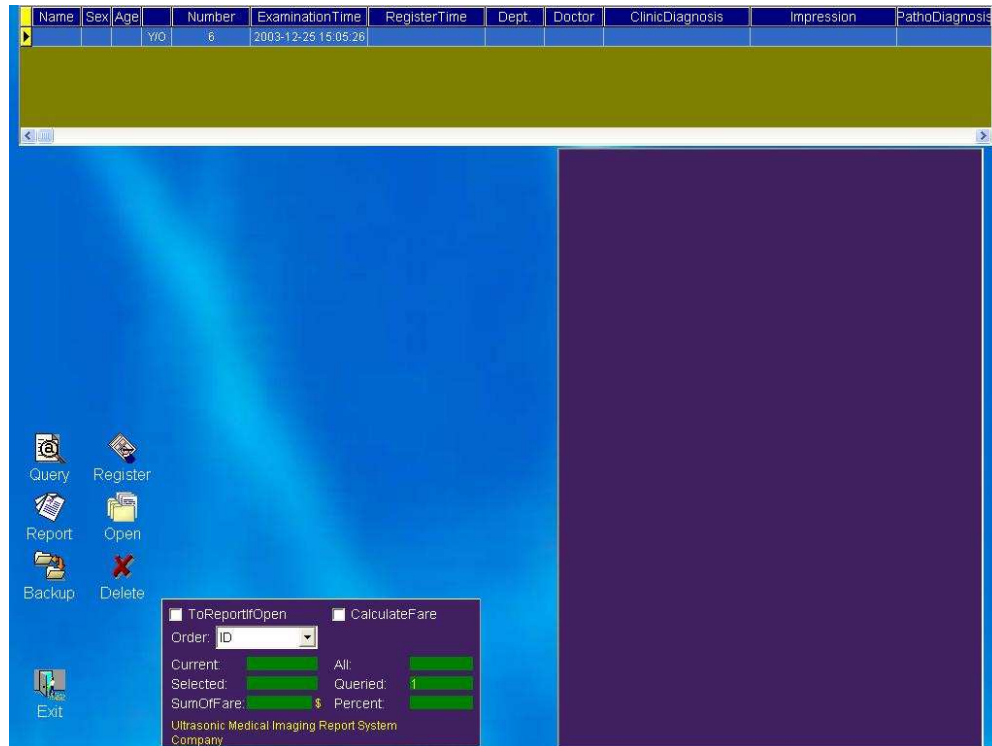 Name Sex Age Number ExaminationTime RegisterTime Dept. Doctor ClinicDiagnosis Impression PathoDiagnosis
Y/O 6 2003-12-25 15:05:26
Query Register
Report Open
Backup Delete
Exit
ToReportIfOpen CalculateFare
Order: ID
Current: All:
Selected: Queried: 1
SumOfFare: $ Percent:
Ultrasonic Medical Imaging Report System
Company